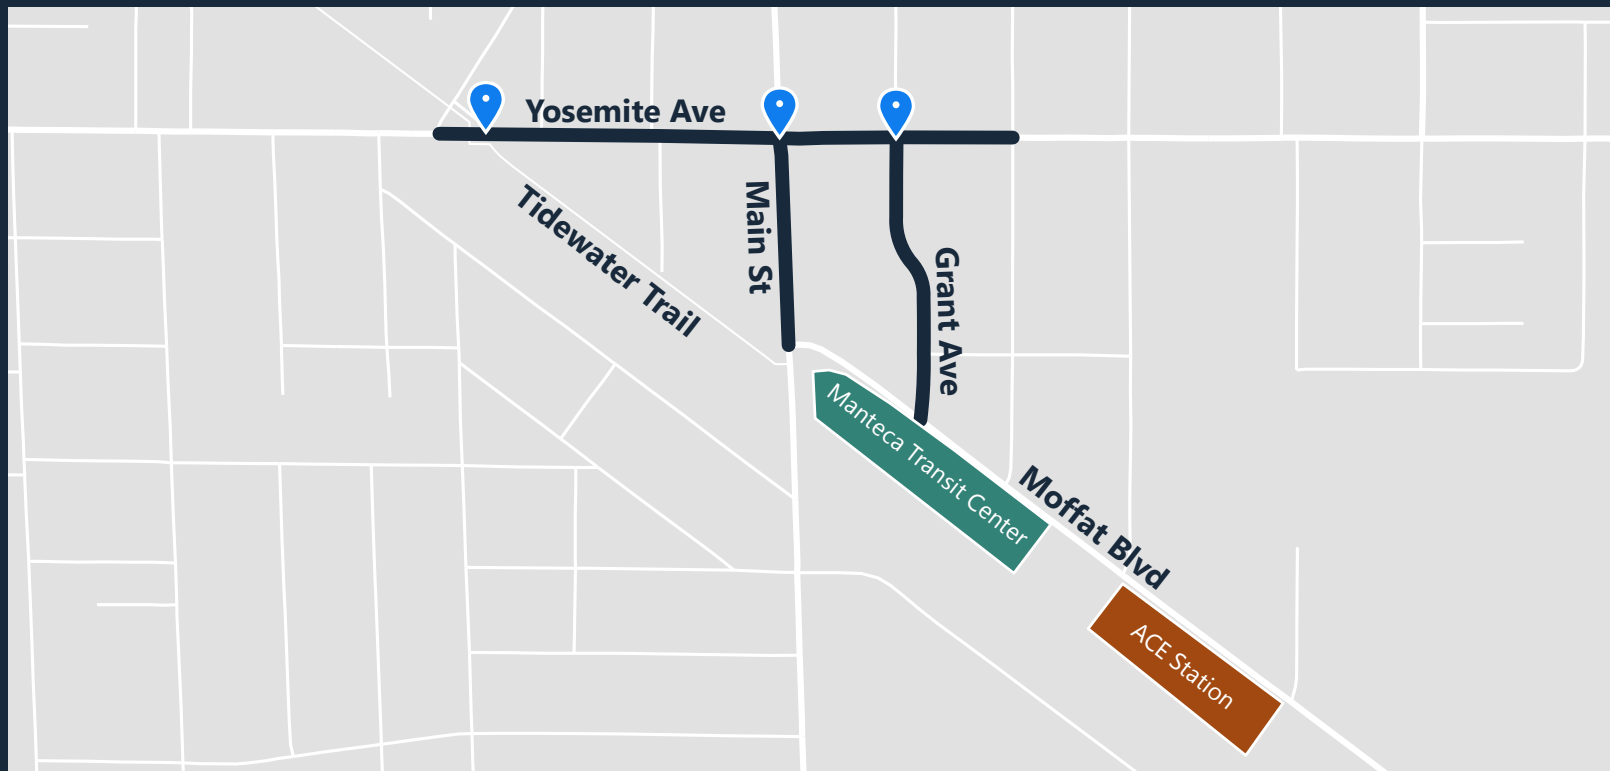 Yosemite Ave
Main St
Tidewater Trail
Grant Ave
Manteca Transit Center
Moffat Blvd
ACE Station